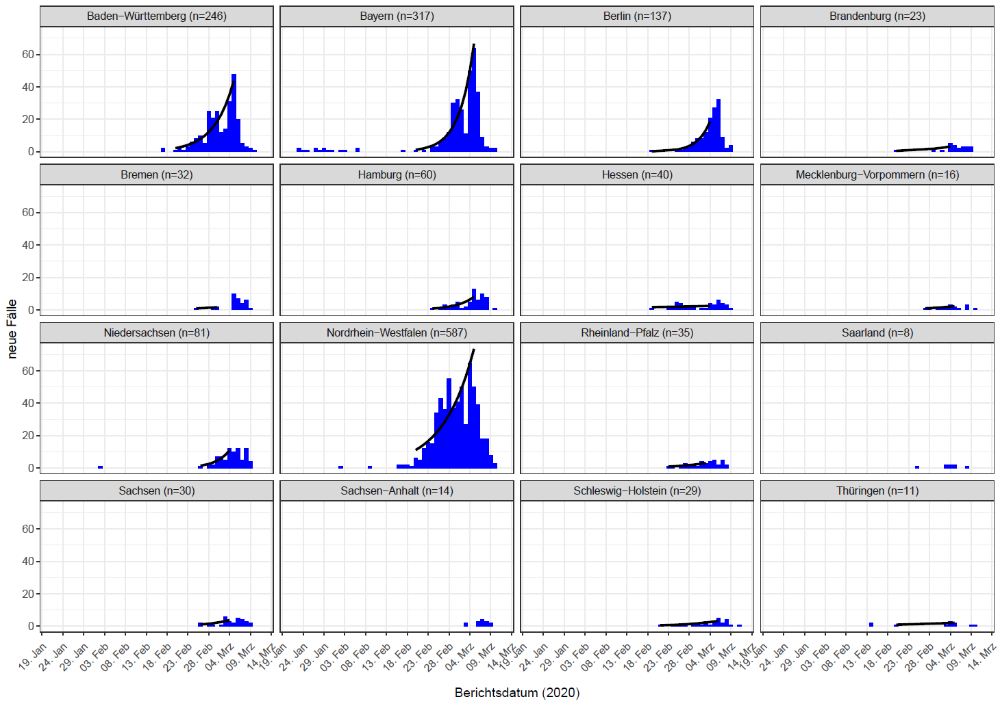 Baden−Württemberg (n=246)
Bayern (n=317)
Berlin (n=137)
Brandenburg (n=23)
60
40
20
0
Bremen (n=32)
Hamburg (n=60)
Hessen (n=40)
Mecklenburg−Vorpommern (n=16)
60
40
20
0
neue Fälle
Niedersachsen (n=81)
Nordrhein−Westfalen (n=587)
Rheinland−Pfalz (n=35)
Saarland (n=8)
60
40
20
0
Sachsen (n=30)
Sachsen−Anhalt (n=14)
Schleswig−Holstein (n=29)
Thüringen (n=11)
60
40
20
0
19. Jan
24. Jan
29. Jan
03. Feb
08. Feb
13. Feb
18. Feb
23. Feb
28. Feb
04. Mrz
09. Mrz
14. Mrz
19. Jan
24. Jan
29. Jan
03. Feb
08. Feb
13. Feb
18. Feb
23. Feb
28. Feb
04. Mrz
09. Mrz
14. Mrz
19. Jan
24. Jan
29. Jan
03. Feb
08. Feb
13. Feb
18. Feb
23. Feb
28. Feb
04. Mrz
09. Mrz
14. Mrz
19. Jan
24. Jan
29. Jan
03. Feb
08. Feb
13. Feb
18. Feb
23. Feb
28. Feb
04. Mrz
09. Mrz
14. Mrz
Berichtsdatum (2020)